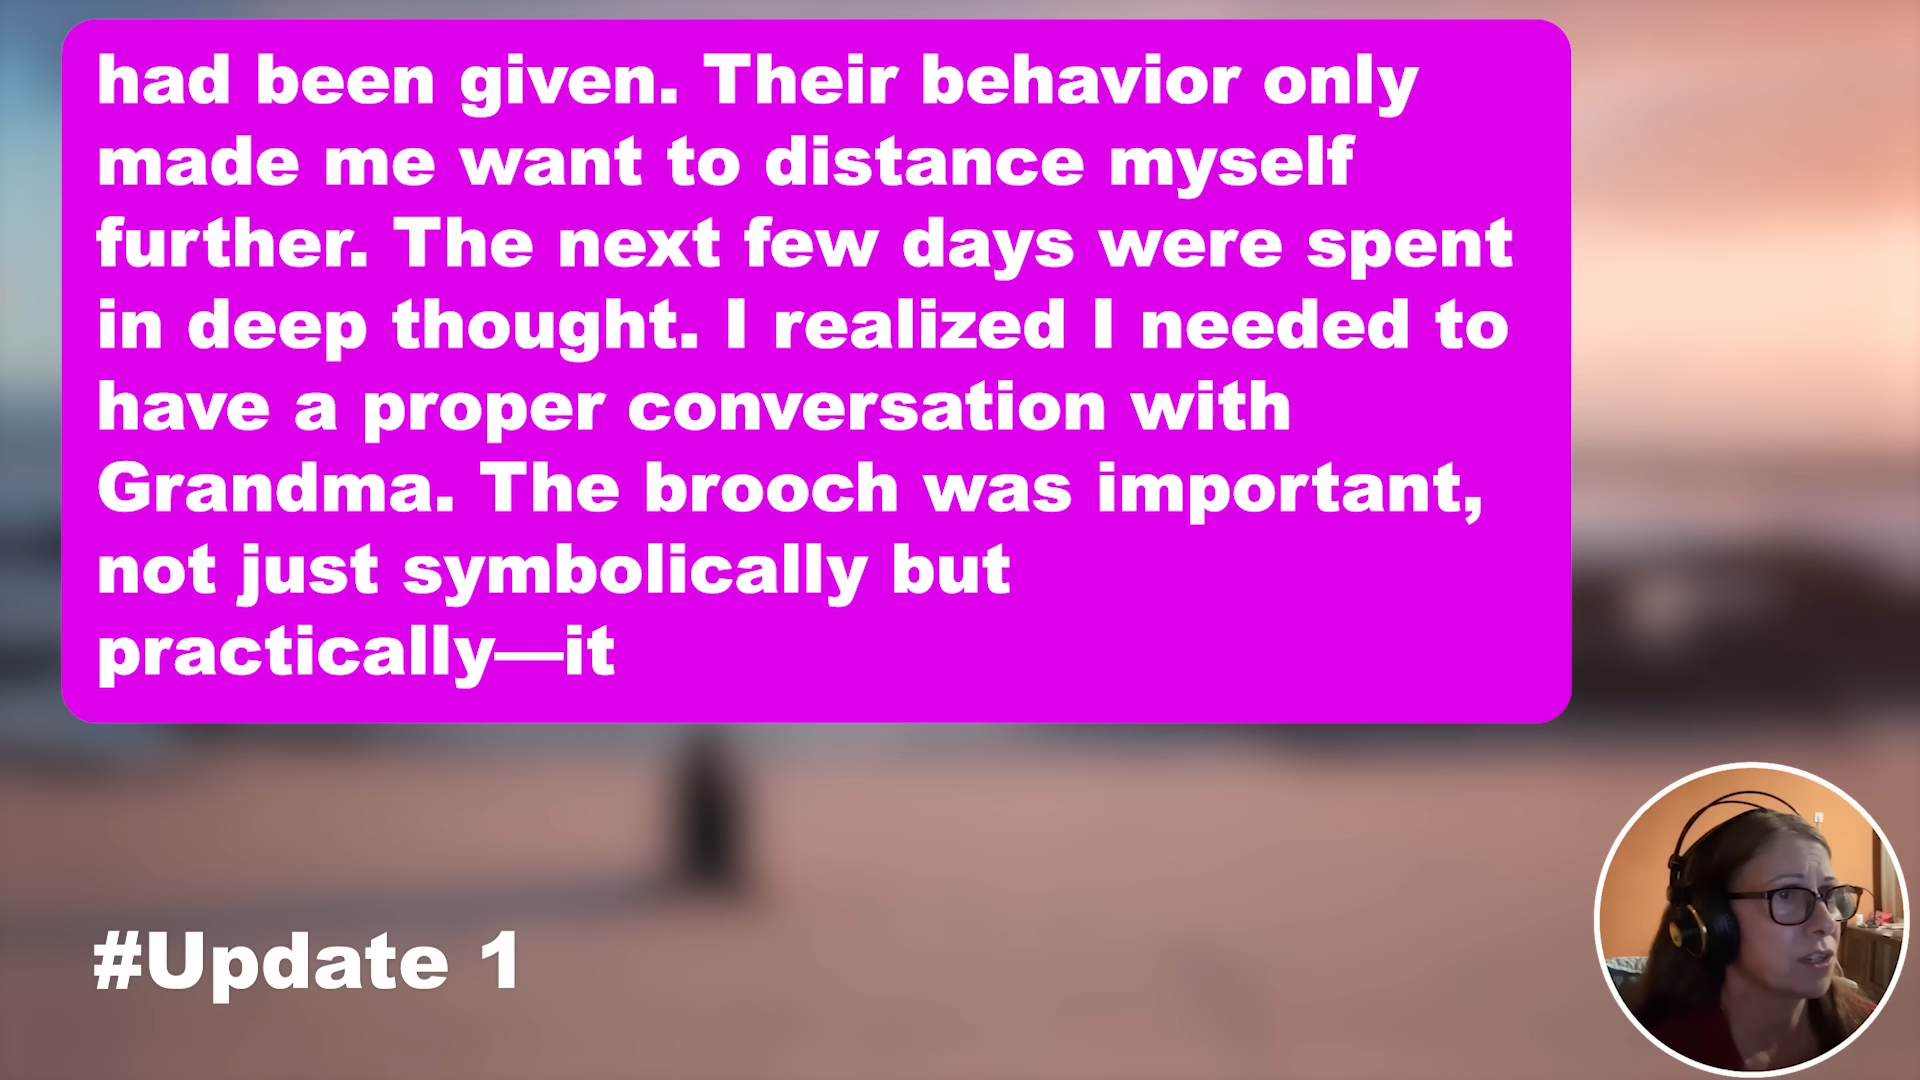 had been given. Their behavior only
made me want to distance myself
further. The next few days were spent
in deep thought. I realized I needed to
have a proper conversation with
Grandma. The brooch was important,
not just symbolically but
practically—it
#Update 1